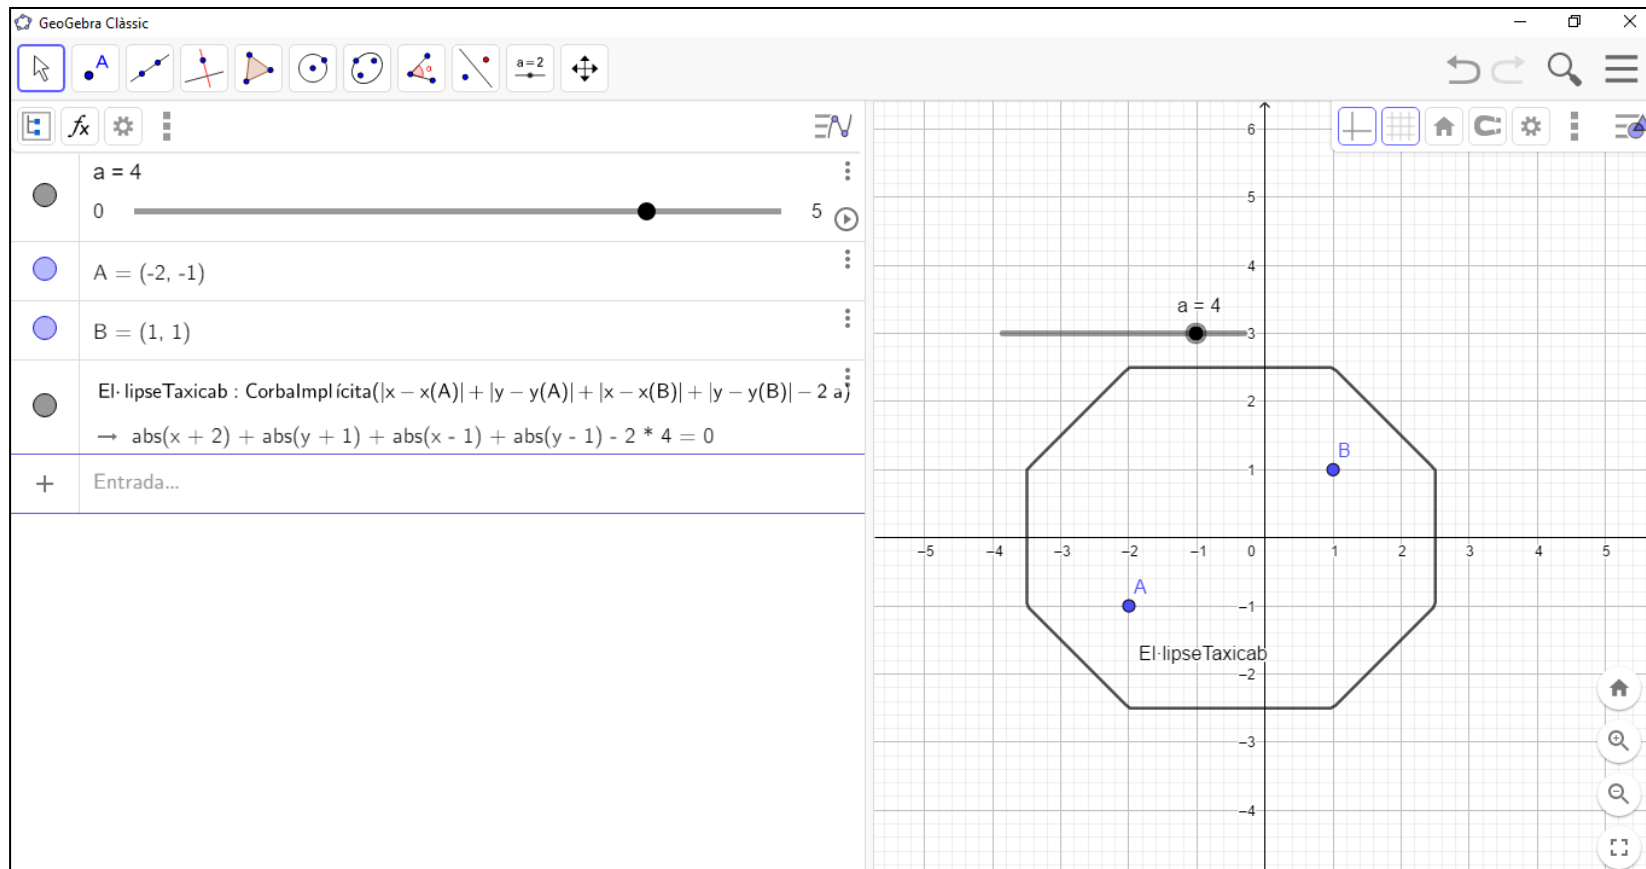 GeoGebra Clàssic
A
a = 2
fx
a = 4
0
5
A = (-2, -1)
B = (1, 1)
El·lipseTaxicab : CorbaImplícita(|x − x(A)| + |y − y(A)| + |x − x(B)| + |y − y(B)| − 2 a)
→ abs(x + 2) + abs(y + 1) + abs(x - 1) + abs(y - 1) - 2 * 4 = 0
+ Entrada...
6
5
4
a = 4
3
2
B
1
−5 −4 −3 −2 −1 0 1 2 3 4 5
A
−1
El·lipseTaxicab
−2
−3
−4